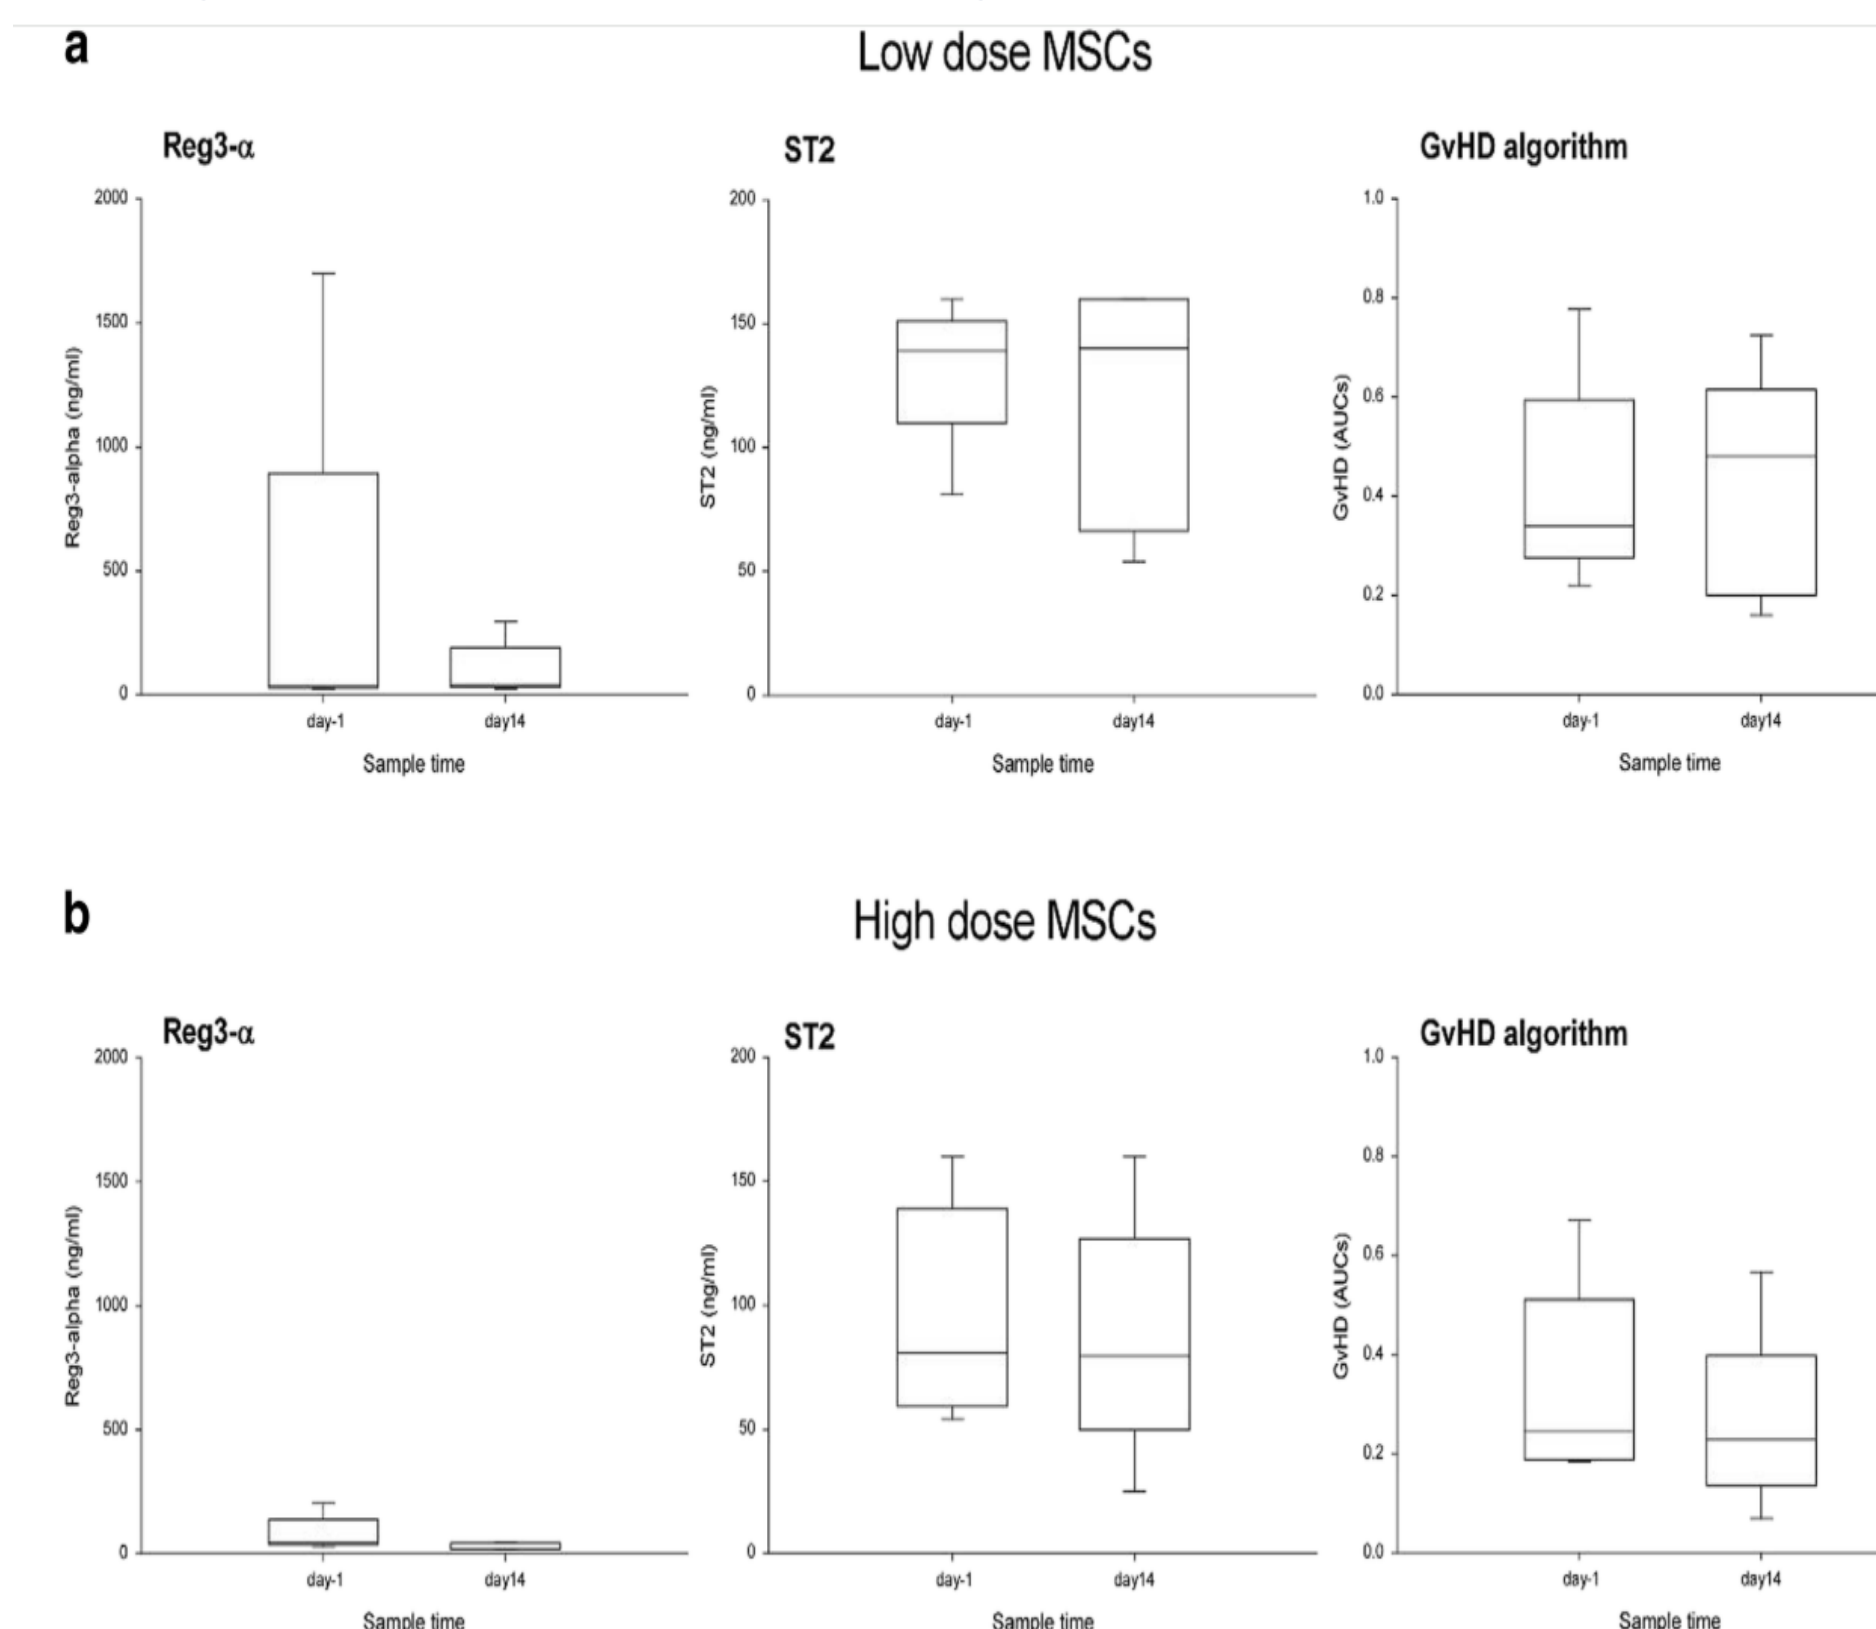 a
Low dose MSCs
Reg3-α
ST2
GvHD algorithm
2000
1500
1000
500
0
Reg3-alpha (ng/ml)
day-1
day14
Sample time
200
150
100
50
0
ST2 (ng/ml)
day-1
day14
Sample time
1.0
0.8
0.6
0.4
0.2
0.0
GvHD (AUCs)
day-1
day14
Sample time
b
High dose MSCs
Reg3-α
ST2
GvHD algorithm
2000
1500
1000
500
0
Reg3-alpha (ng/ml)
day-1
day14
Sample time
200
150
100
50
0
ST2 (ng/ml)
day-1
day14
Sample time
1.0
0.8
0.6
0.4
0.2
0.0
GvHD (AUCs)
day-1
day14
Sample time